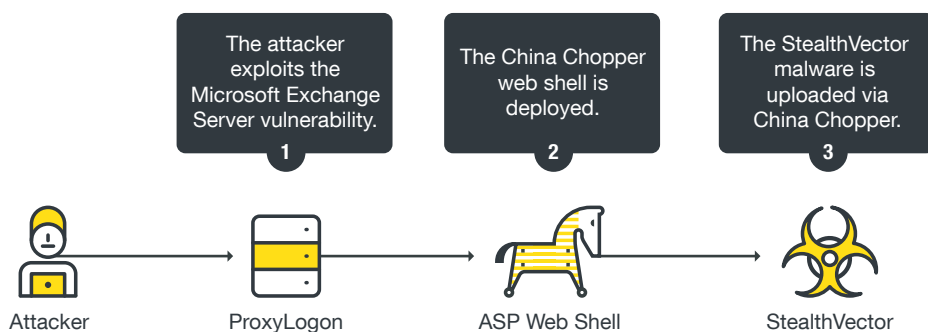 The attacker
exploits the
Microsoft Exchange
Server vulnerability.
1
The China Chopper
web shell is
deployed.
2
The StealthVector
malware is
uploaded via
China Chopper.
3
Attacker
ProxyLogon
ASP Web Shell
StealthVector